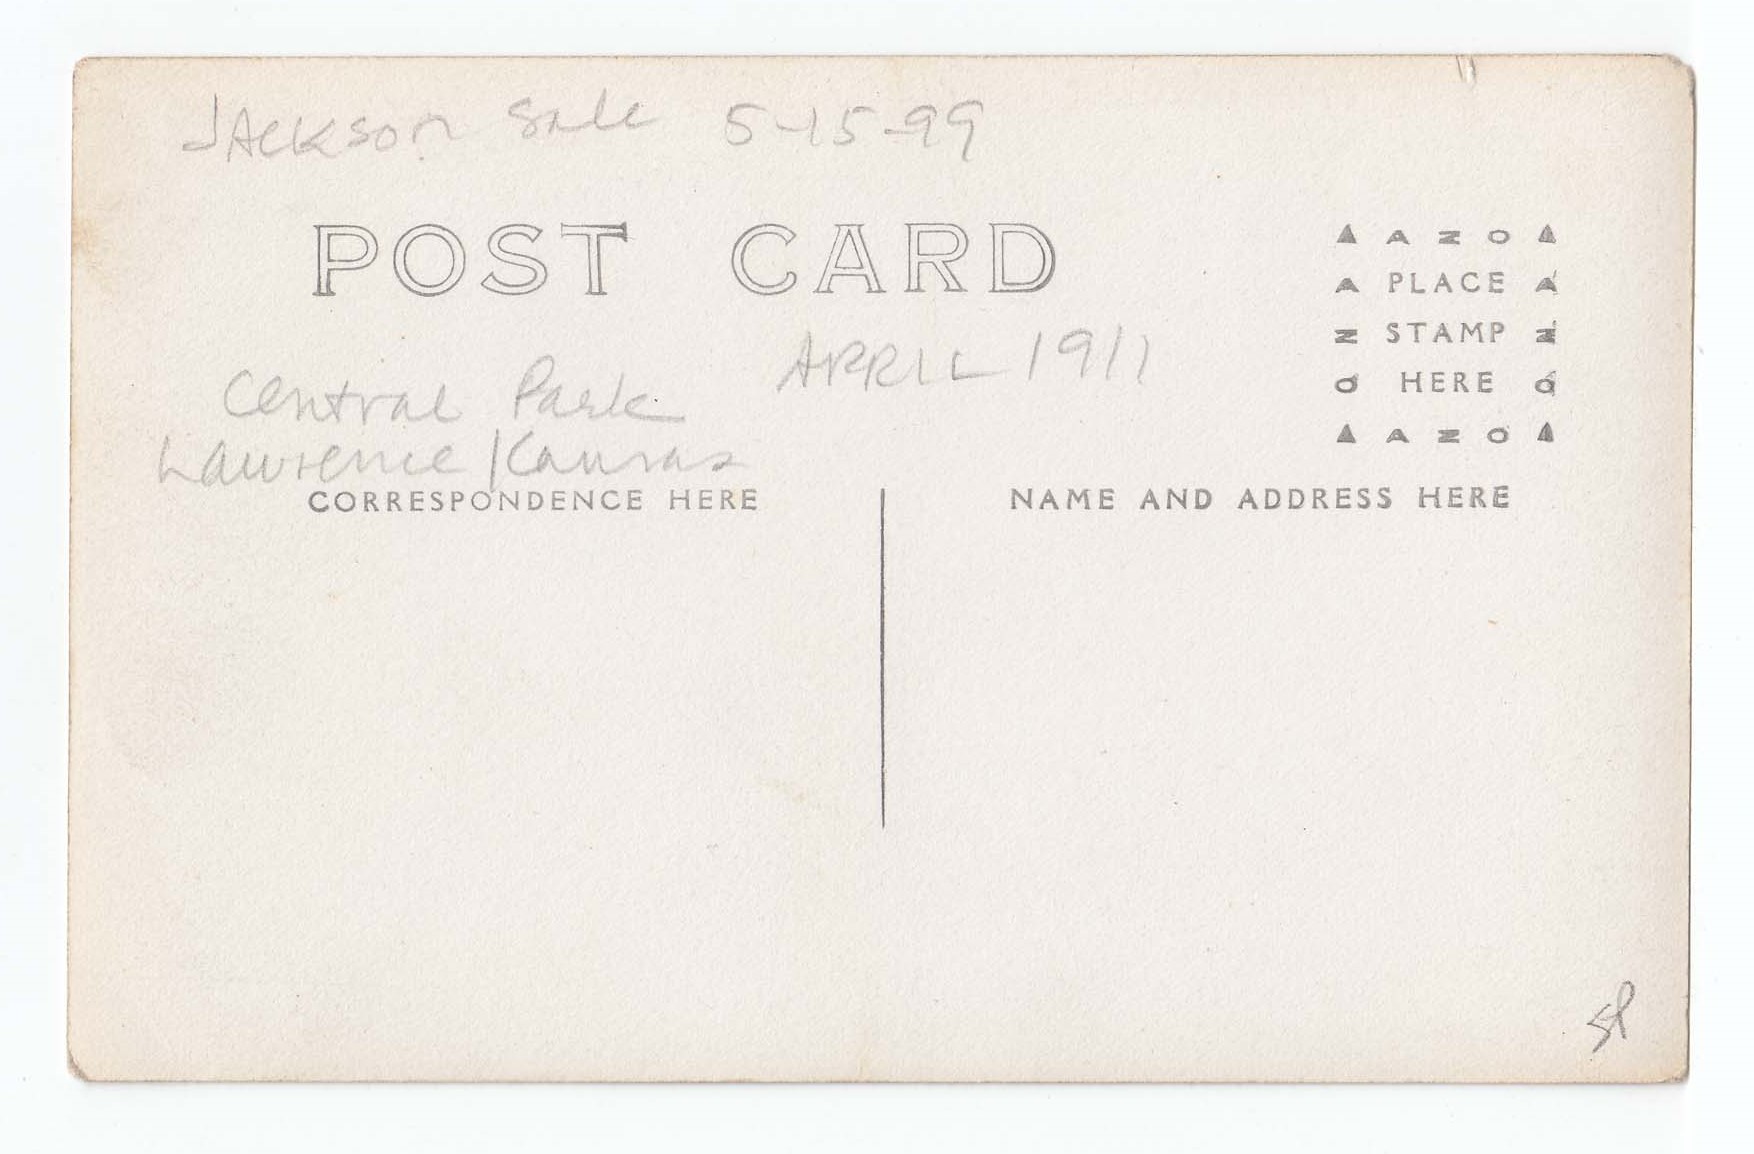 JACKSON Sale 5-15-99
POST CARD
AZO
A PLACE A
Z STAMP Z
O HERE O
AZO
APRIL 1911
Central Park
Lawrence Kansas
CORRESPONDENCE HERE
NAME AND ADDRESS HERE